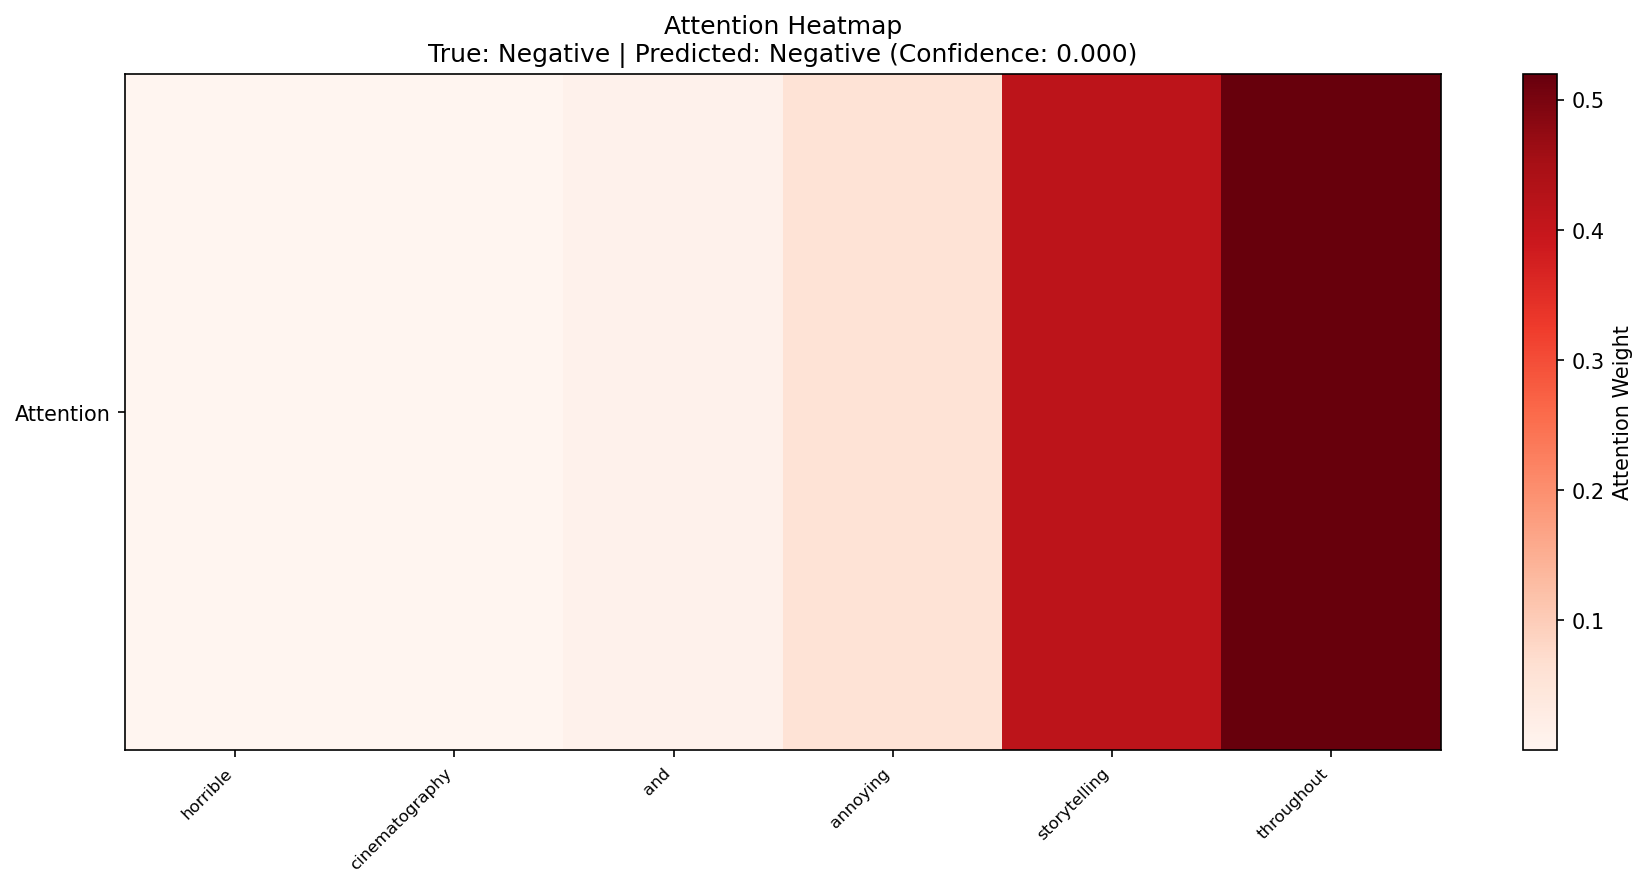 Attention Heatmap
True: Negative | Predicted: Negative (Confidence: 0.000)
Attention
horrible
cinematography
and
annoying
storytelling
throughout
0.5
0.4
0.3
0.2
0.1
Attention Weight